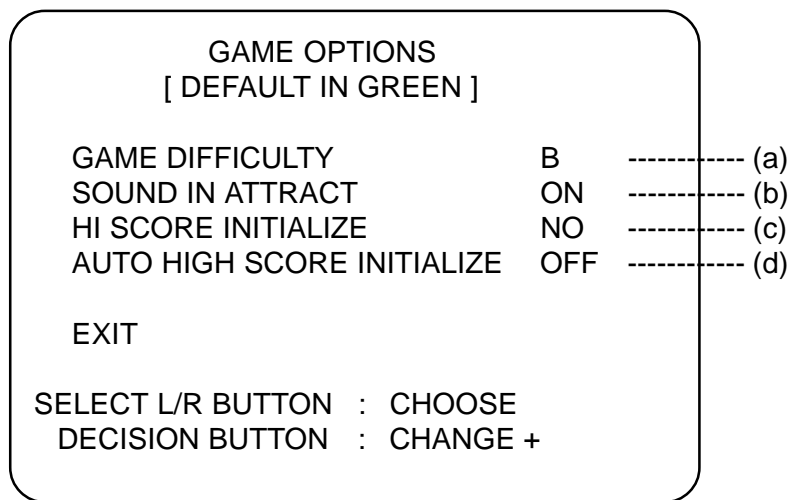 GAME OPTIONS
[ DEFAULT IN GREEN ]
GAME DIFFICULTY B ------------- (a)
SOUND IN ATTRACT ON ------------- (b)
HI SCORE INITIALIZE NO ------------- (c)
AUTO HIGH SCORE INITIALIZE OFF ------------- (d)
EXIT
SELECT L/R BUTTON : CHOOSE
DECISION BUTTON : CHANGE +